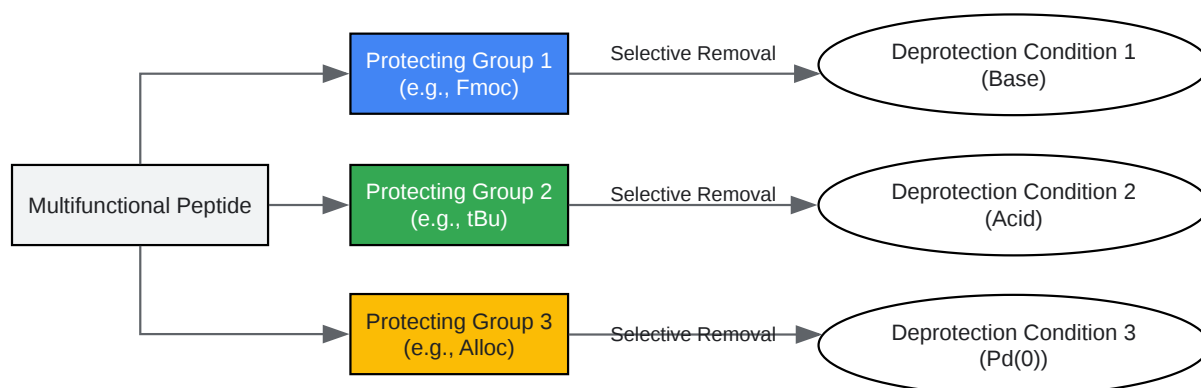 Protecting Group 1
(e.g., Fmoc)
Selective Removal
Deprotection Condition 1
(Base)
Multifunctional Peptide
Protecting Group 2
(e.g., tBu)
Selective Removal
Deprotection Condition 2
(Acid)
Protecting Group 3
(e.g., Alloc)
Selective Removal
Deprotection Condition 3
(Pd(0))